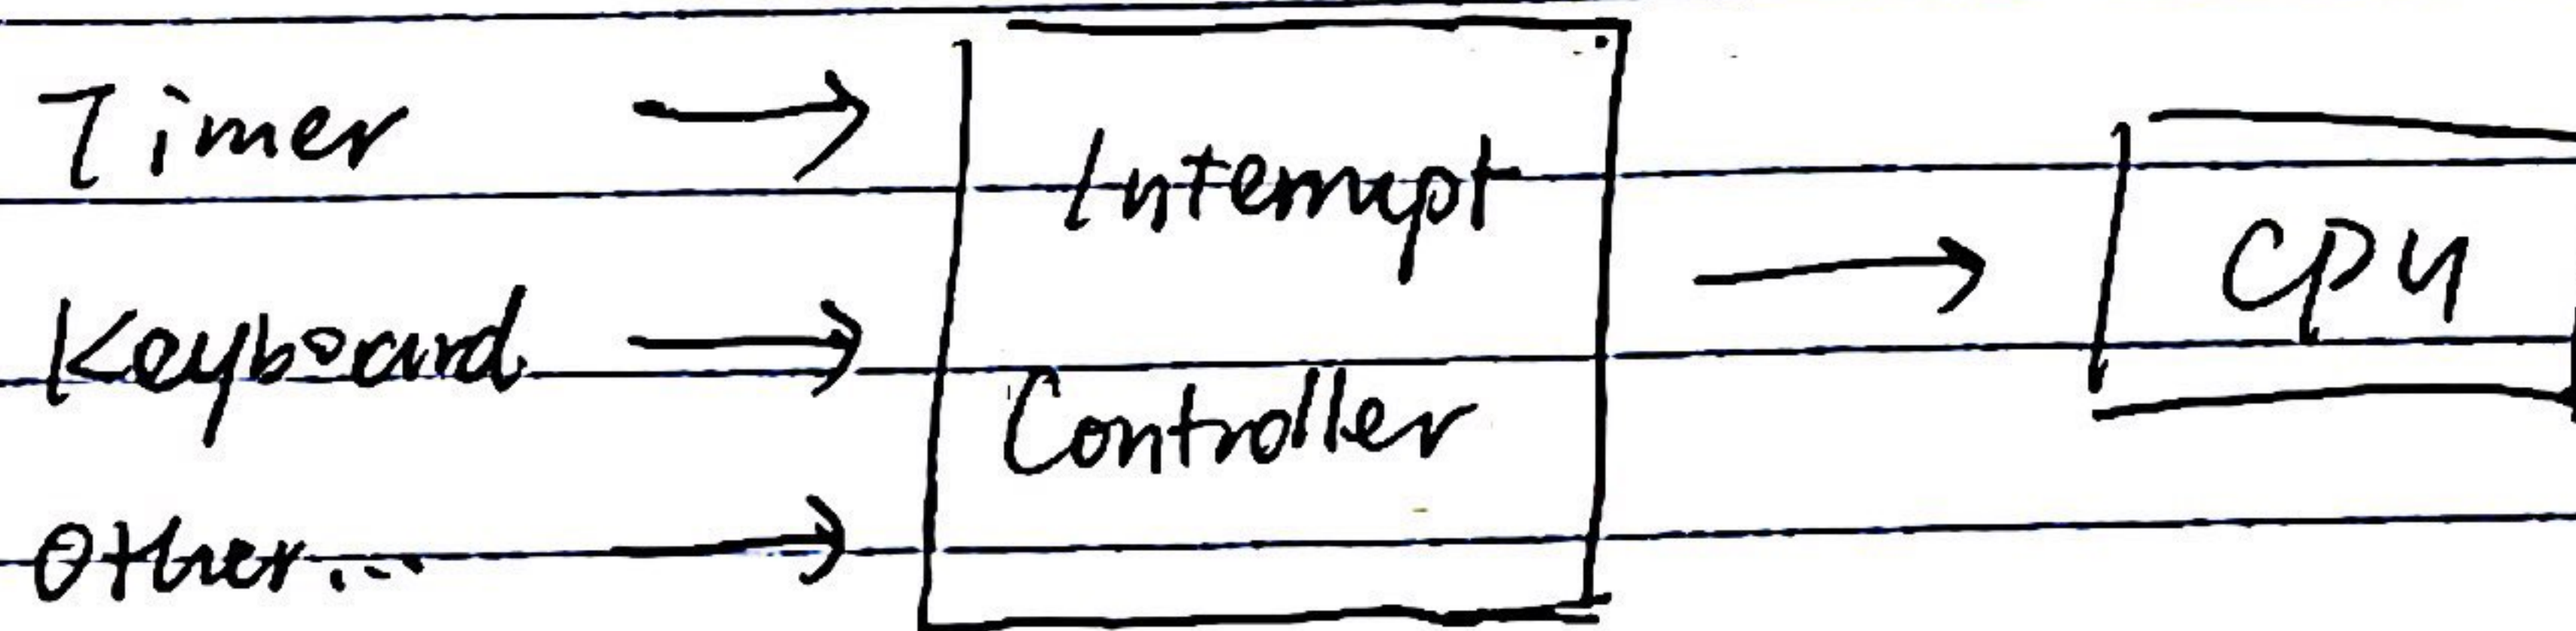 Timer
Interrupt
CPU
Keyboard
Controller
Other...